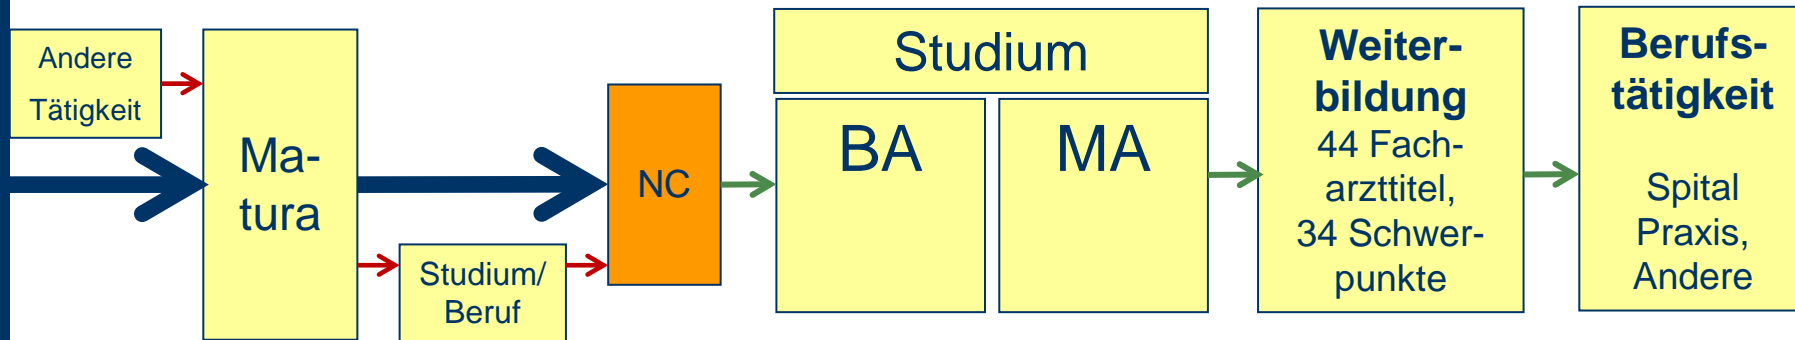 Andere
Tätigkeit
Ma-
tura
Studium/
Beruf
NC
Studium
BA
MA
Weiter-
bildung
44 Fach-
arzttitel,
34 Schwer-
punkte
Berufs-
tätigkeit
Spital
Praxis,
Andere